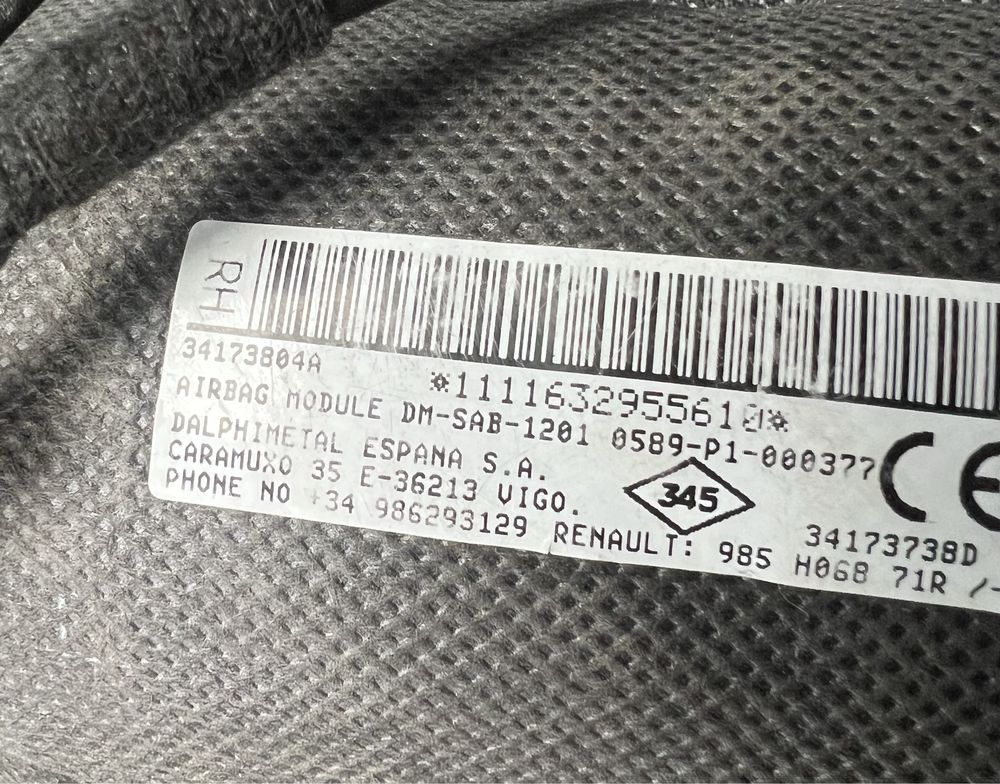 RH
34173804A
*1111632955610*
AIRBAG MODULE DM-SAB-1201 0589-P1-000377
DALPHIMETAL ESPANA S.A.
CARAMUXO 35 E-36213 VIGO.
PHONE NO +34 986293129 RENAULT: 985 H068 71R /-
345
CE
34173738D